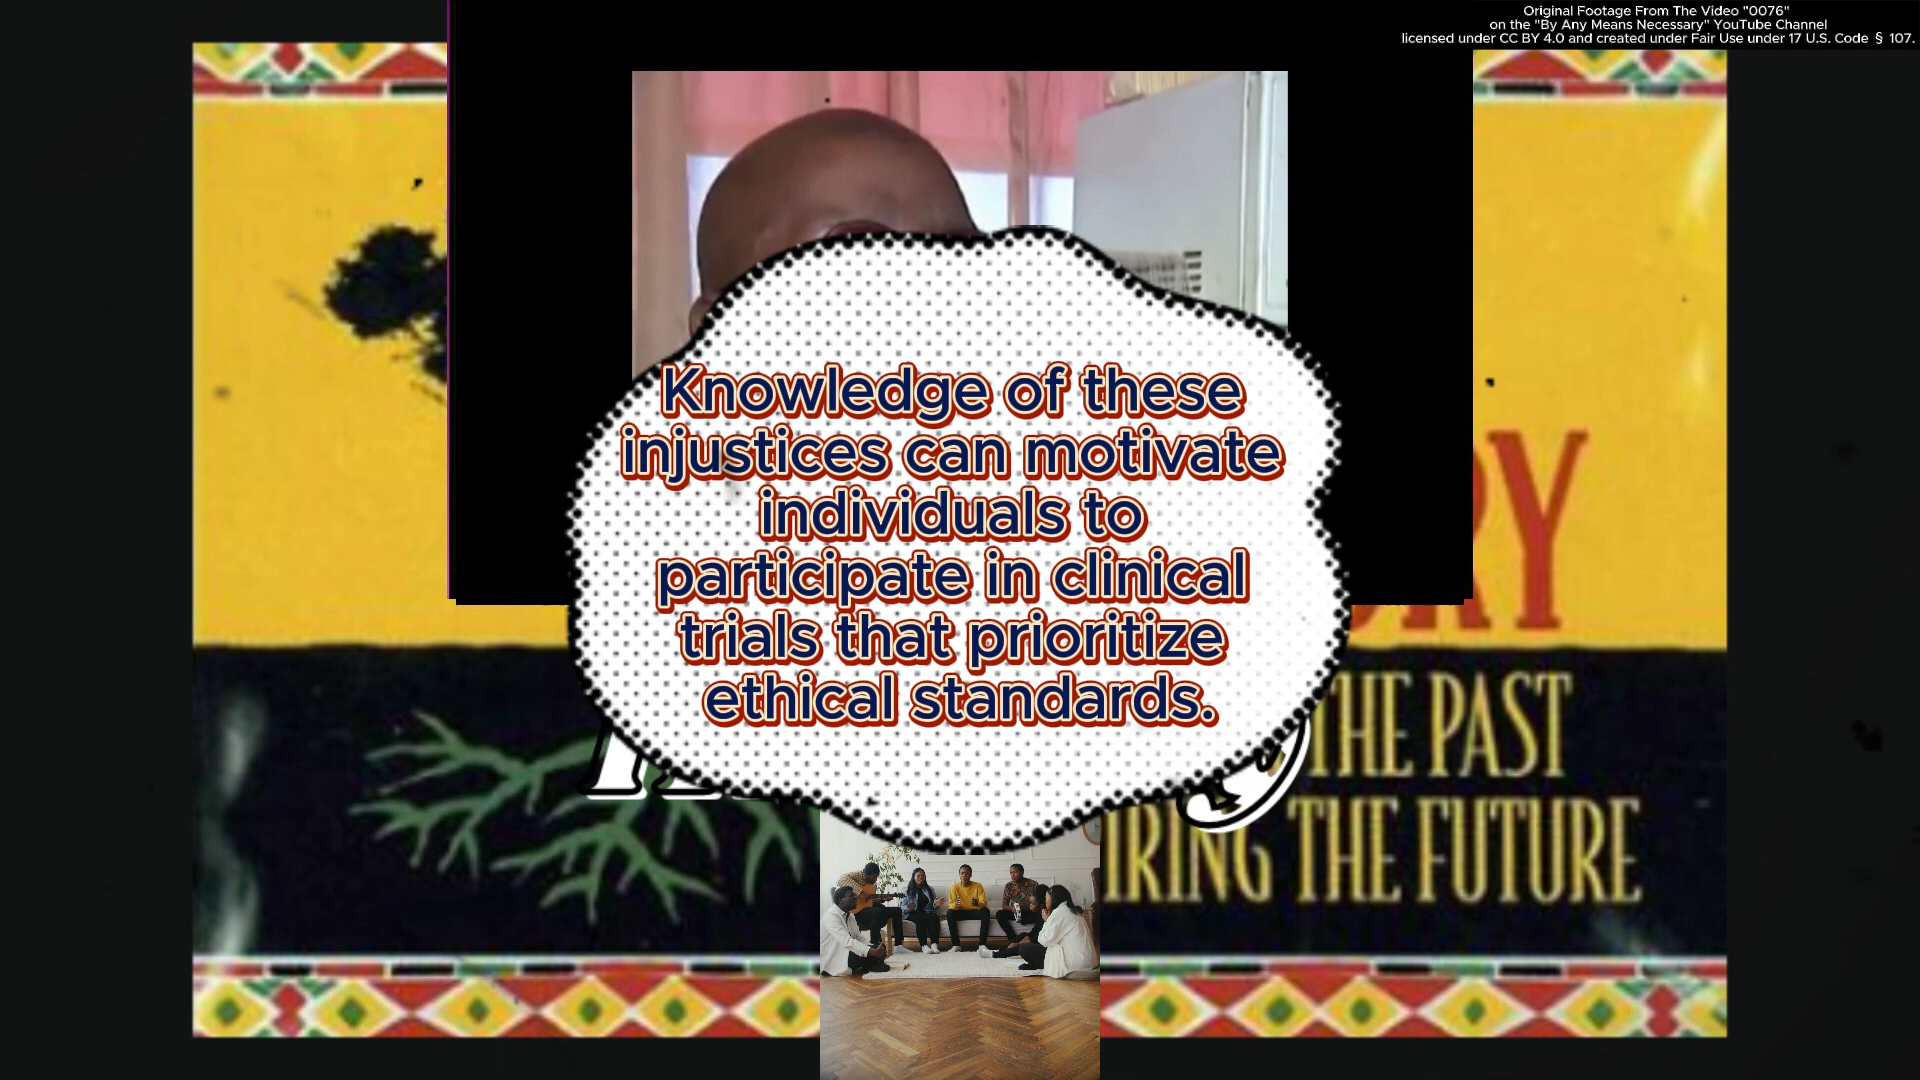 Original Footage From The Video "0076"
on the "By Any Means Necessary" YouTube Channel
licensed under CC BY 4.0 and created under Fair Use under 17 U.S. Code § 107.
Knowledge of these
injustices can motivate
individuals to
participate in clinical
trials that prioritize
ethical standards.
THE PAST
THE FUTURE